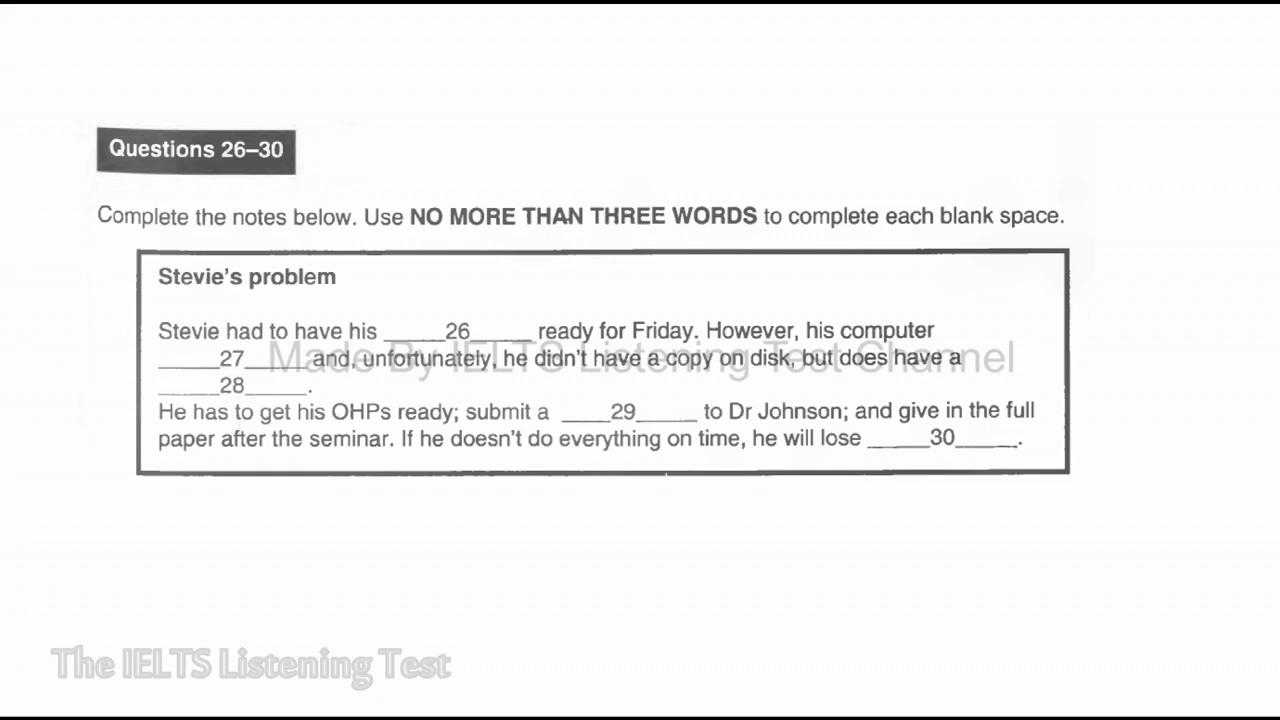 Questions 26–30
Complete the notes below. Use NO MORE THAN THREE WORDS to complete each blank space.
Stevie's problem
Stevie had to have his _____26_____ ready for Friday. However, his computer
_____27_____ and, unfortunately, he didn't have a copy on disk, but does have a
Made By IELTS Listening Test Channel
_____28_____.
He has to get his OHPs ready; submit a ____29_____ to Dr Johnson; and give in the full
paper after the seminar. If he doesn't do everything on time, he will lose _____30_____.
The IELTS Listening Test